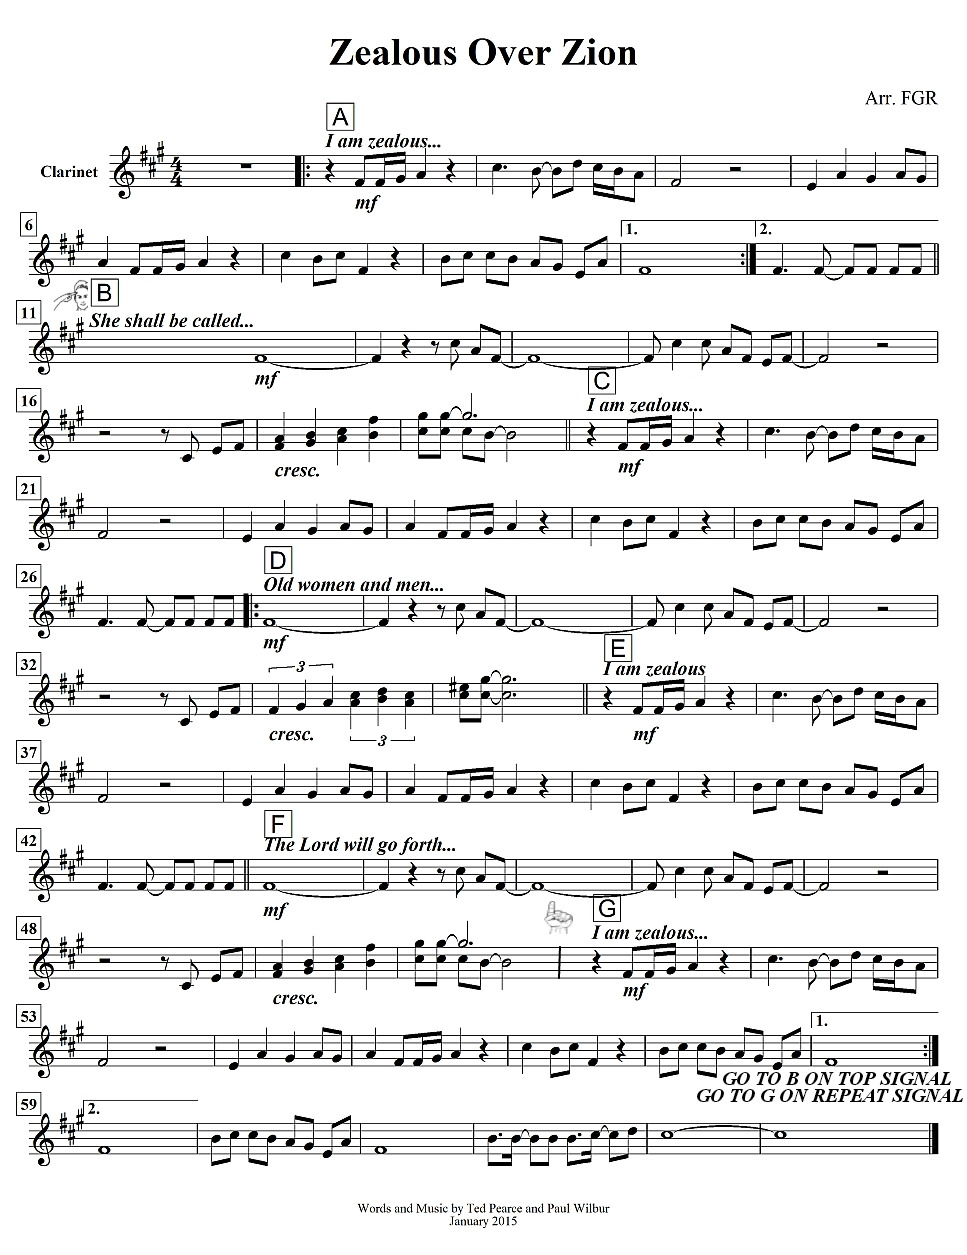 Zealous Over Zion
Arr. FGR
A
I am zealous...
Clarinet
4
4
mf
6
1.
2.
B
11
She shall be called...
mf
C
16
I am zealous...
cresc.
mf
21
D
26
Old women and men...
mf
E
32
3
I am zealous
cresc.
3
mf
37
F
42
The Lord will go forth...
mf
G
48
I am zealous...
cresc.
mf
53
1.
GO TO B ON TOP SIGNAL
GO TO G ON REPEAT SIGNAL
59
2.
Words and Music by Ted Pearce and Paul Wilbur
January 2015